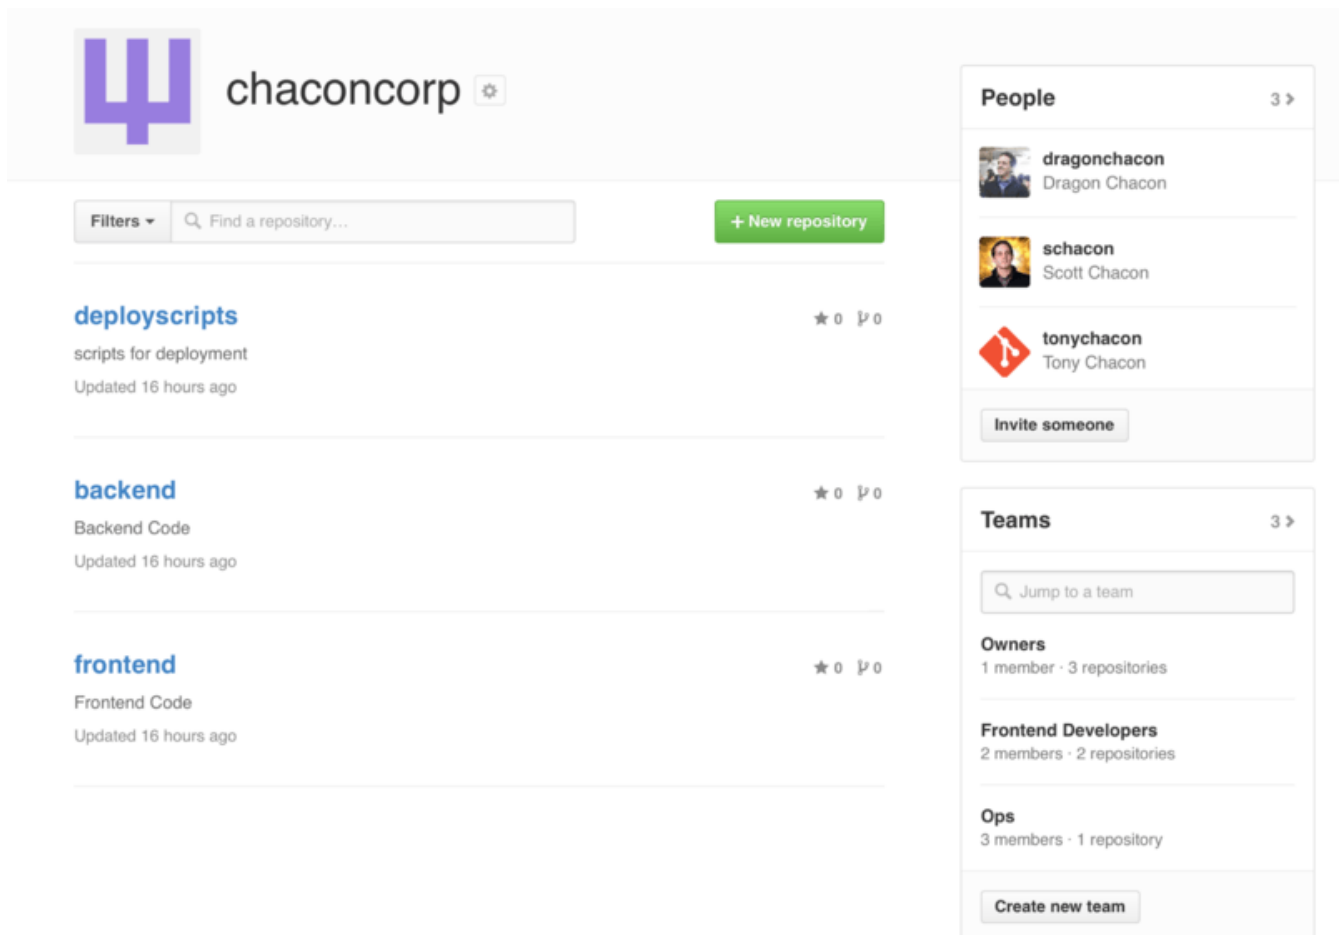 chaconcorp
Filters
Find a repository...
+ New repository
deployscripts
0 0
scripts for deployment
Updated 16 hours ago
backend
0 0
Backend Code
Updated 16 hours ago
frontend
0 0
Frontend Code
Updated 16 hours ago
People 3
dragonchacon
Dragon Chacon
schacon
Scott Chacon
tonychacon
Tony Chacon
Invite someone
Teams 3
Jump to a team
Owners
1 member · 3 repositories
Frontend Developers
2 members · 2 repositories
Ops
3 members · 1 repository
Create new team